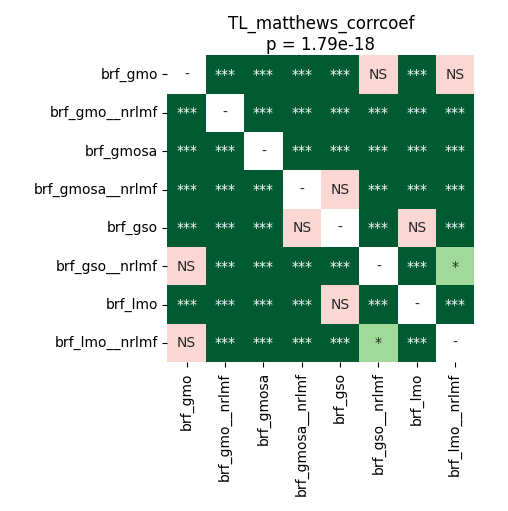 TL_matthews_corrcoef
p = 1.79e-18
brf_gmo - *** *** *** *** NS *** NS
brf_gmo__nrlmf *** - *** *** *** *** *** ***
brf_gmosa *** *** - *** *** *** *** ***
brf_gmosa__nrlmf *** *** *** - NS *** *** ***
brf_gso *** *** *** NS - *** NS ***
brf_gso__nrlmf NS *** *** *** *** - *** *
brf_lmo *** *** *** *** NS *** - ***
brf_lmo__nrlmf NS *** *** *** *** * *** -
brf_gmo
brf_gmo__nrlmf
brf_gmosa
brf_gmosa__nrlmf
brf_gso
brf_gso__nrlmf
brf_lmo
brf_lmo__nrlmf